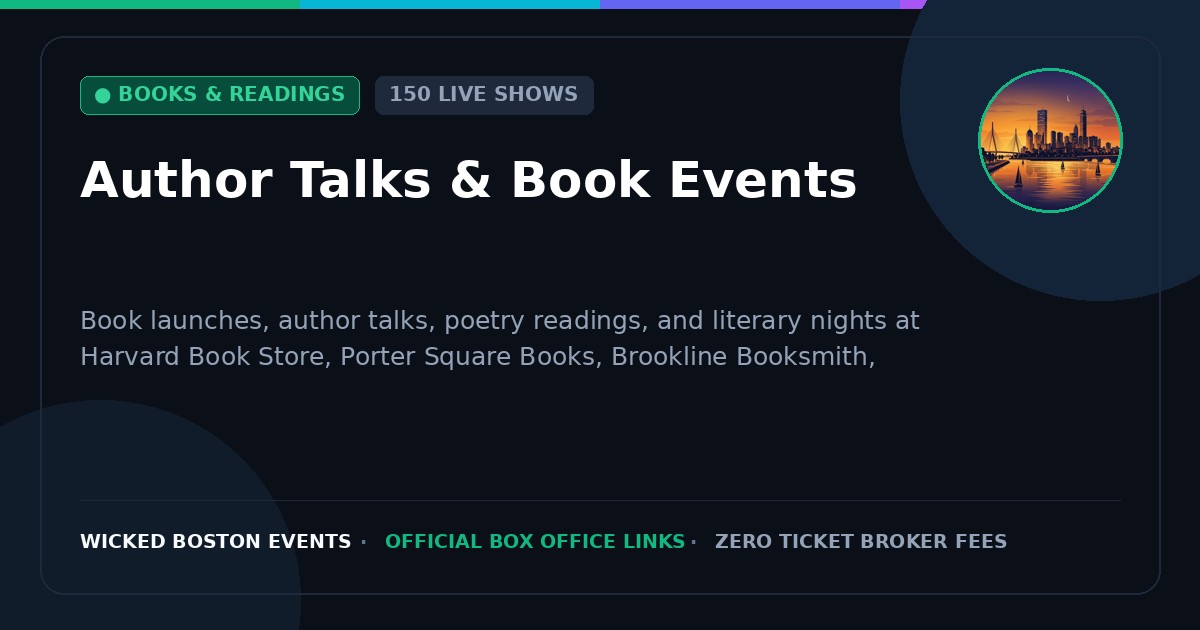 ● BOOKS & READINGS 150 LIVE SHOWS
Author Talks & Book Events
Book launches, author talks, poetry readings, and literary nights at
Harvard Book Store, Porter Square Books, Brookline Booksmith,
WICKED BOSTON EVENTS · OFFICIAL BOX OFFICE LINKS · ZERO TICKET BROKER FEES